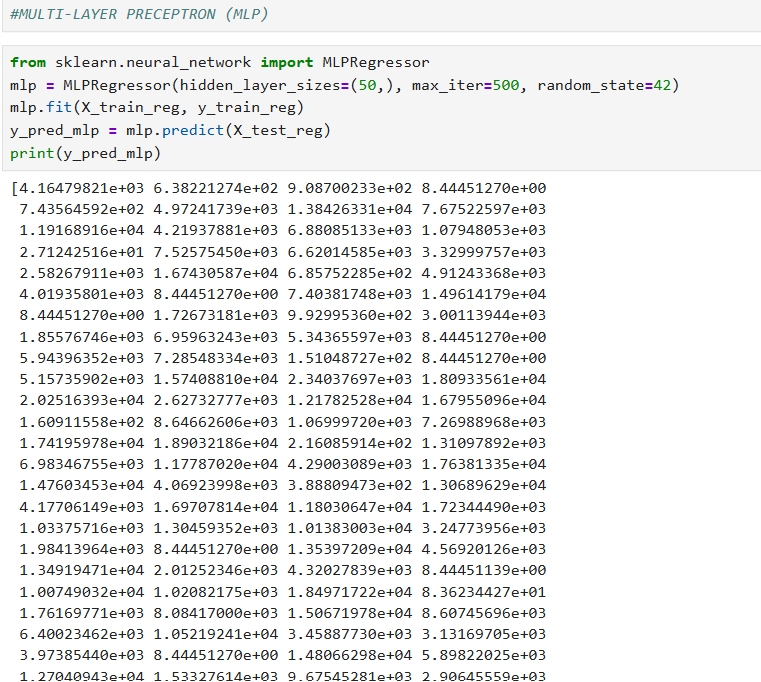 #MULTI-LAYER PRECEPTRON (MLP)
from sklearn.neural_network import MLPRegressor
mlp = MLPRegressor(hidden_layer_sizes=(50,), max_iter=500, random_state=42)
mlp.fit(X_train_reg, y_train_reg)
y_pred_mlp = mlp.predict(X_test_reg)
print(y_pred_mlp)
[4.16479821e+03 6.38221274e+02 9.08700233e+02 8.44451270e+00
7.43564592e+02 4.97241739e+03 1.38426331e+04 7.67522597e+03
1.19168916e+04 4.21937881e+03 6.88085133e+03 1.07948053e+04
2.71242516e+01 7.52575450e+03 6.62014585e+03 3.32999757e+03
2.58267911e+03 1.67430587e+04 6.85752285e+02 4.91243368e+03
4.01935801e+03 8.44451270e+00 7.40381748e+03 1.49614179e+04
8.44451270e+00 1.72673181e+03 9.92995360e+02 3.00113944e+03
1.85576746e+03 6.95963243e+03 5.34365597e+03 8.44451270e+00
5.94396352e+03 7.28548334e+03 1.51048727e+02 8.44451270e+00
5.15735902e+03 1.57408810e+04 2.34037697e+03 1.80933561e+04
2.02516393e+04 2.62732777e+03 1.21782528e+04 1.67955096e+04
1.60911558e+02 8.64662606e+03 1.06999720e+03 7.26988968e+03
1.74195978e+04 1.89032186e+04 2.16085914e+02 1.31097892e+03
6.98346755e+03 1.17787020e+04 4.29003089e+03 1.76381335e+04
1.47603453e+04 4.06923998e+03 3.88809473e+02 1.30689629e+04
4.17706149e+03 1.69707814e+04 1.18030647e+04 1.72344490e+03
1.03375716e+03 1.30459352e+03 1.01383003e+04 3.24773956e+03
1.98413964e+03 8.44451270e+00 1.35397209e+04 4.56920126e+03
1.34919471e+04 2.01252346e+03 4.32027839e+03 8.44451139e+00
1.00749032e+04 1.02082175e+03 1.84971722e+04 8.36234427e+01
1.76169771e+03 8.08417000e+03 1.50671978e+04 8.60745696e+03
6.40023462e+03 1.05219241e+04 3.45887730e+03 3.13169705e+03
3.97385440e+03 8.44451270e+00 1.48066298e+04 5.89822025e+03
1.27040943e+04 1.53327614e+03 9.67545281e+03 2.90645559e+03